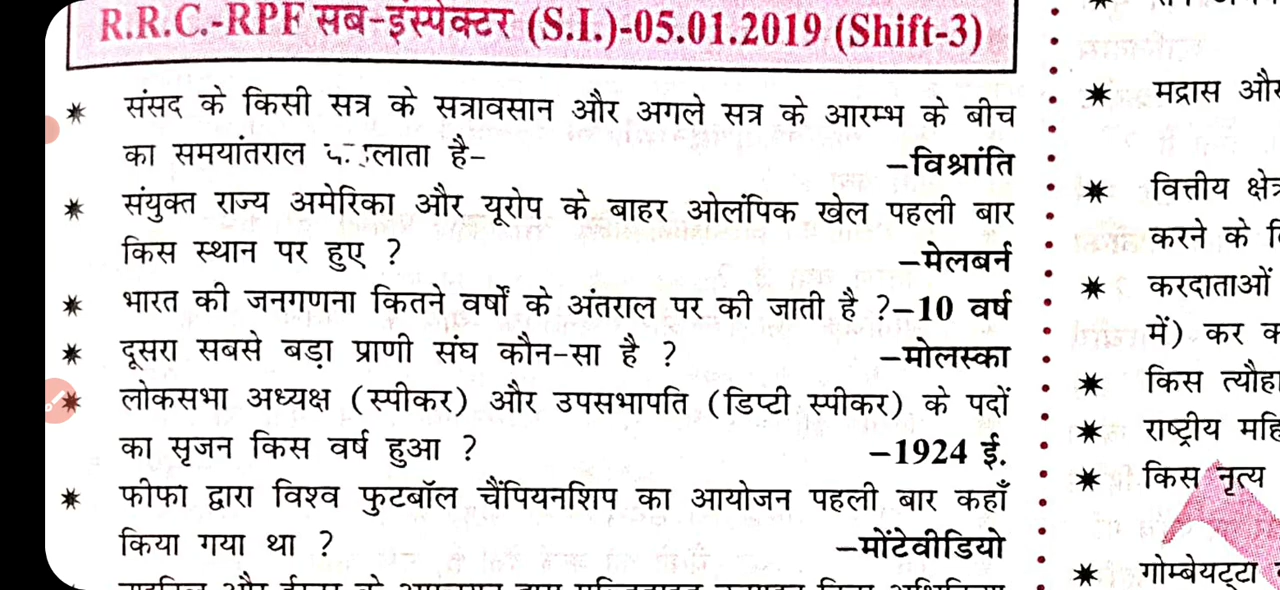 R.R.C.-RPF सब-इंस्पेक्टर (S.I.)-05.01.2019 (Shift-3)
* संसद के किसी सत्र के सत्रावसान और अगले सत्र के आरम्भ के बीच
का समयांतराल है- –विश्रांति
* संयुक्त राज्य अमेरिका और यूरोप के बाहर ओलंपिक खेल पहली बार
किस स्थान पर हुए ? –मेलबर्न
* भारत की जनगणना कितने वर्षों के अंतराल पर की जाती है ?–10 वर्ष
* दूसरा सबसे बड़ा प्राणी संघ कौन-सा है ? –मोलस्का
* लोकसभा अध्यक्ष (स्पीकर) और उपसभापति (डिप्टी स्पीकर) के पदों
का सृजन किस वर्ष हुआ ? –1924 ई.
* फीफा द्वारा विश्व फुटबॉल चैंपियनशिप का आयोजन पहली बार कहाँ
किया गया था ? –मोंटेवीडियो
* मद्रास और
* वित्तीय क्षेत्र
करने के
* करदाताओं
में) कर
* किस
* राष्ट्रीय
* किस नृत्य
* गोम्बेयट्टा